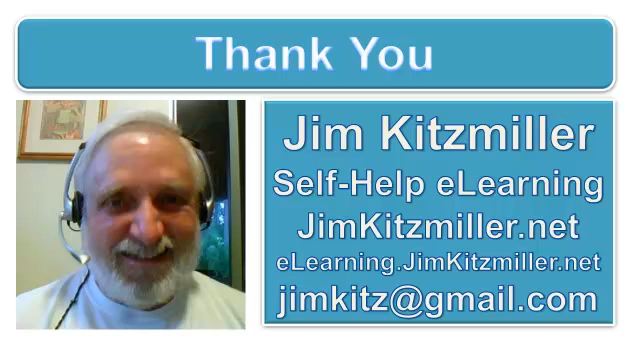 Thank You
Jim Kitzmiller
Self-Help eLearning
JimKitzmiller.net
eLearning.JimKitzmiller.net
jimkitz@gmail.com